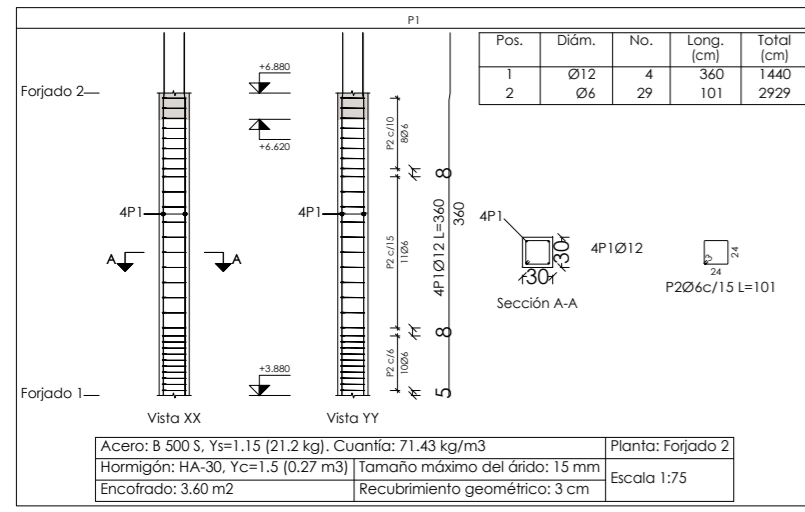 P1
Pos. Diám. No. Long. (cm) Total (cm)
1 Ø12 4 360 1440
2 Ø6 29 101 2929
Forjado 2
+6.880
+6.620
P2 c/10
8Ø6
8
4P1
4P1
A A
P2 c/15
11Ø6
4P1Ø12 L=360
360
4P1
30
30
4P1Ø12
Sección A-A
24
24
P2Ø6c/15 L=101
8
P2 c/6
10Ø6
+3.880
5
Forjado 1
Vista XX
Vista YY
Acero: B 500 S, Ys=1.15 (21.2 kg). Cuantía: 71.43 kg/m3
Planta: Forjado 2
Hormigón: HA-30, Yc=1.5 (0.27 m3)
Tamaño máximo del árido: 15 mm
Escala 1:75
Encofrado: 3.60 m2
Recubrimiento geométrico: 3 cm